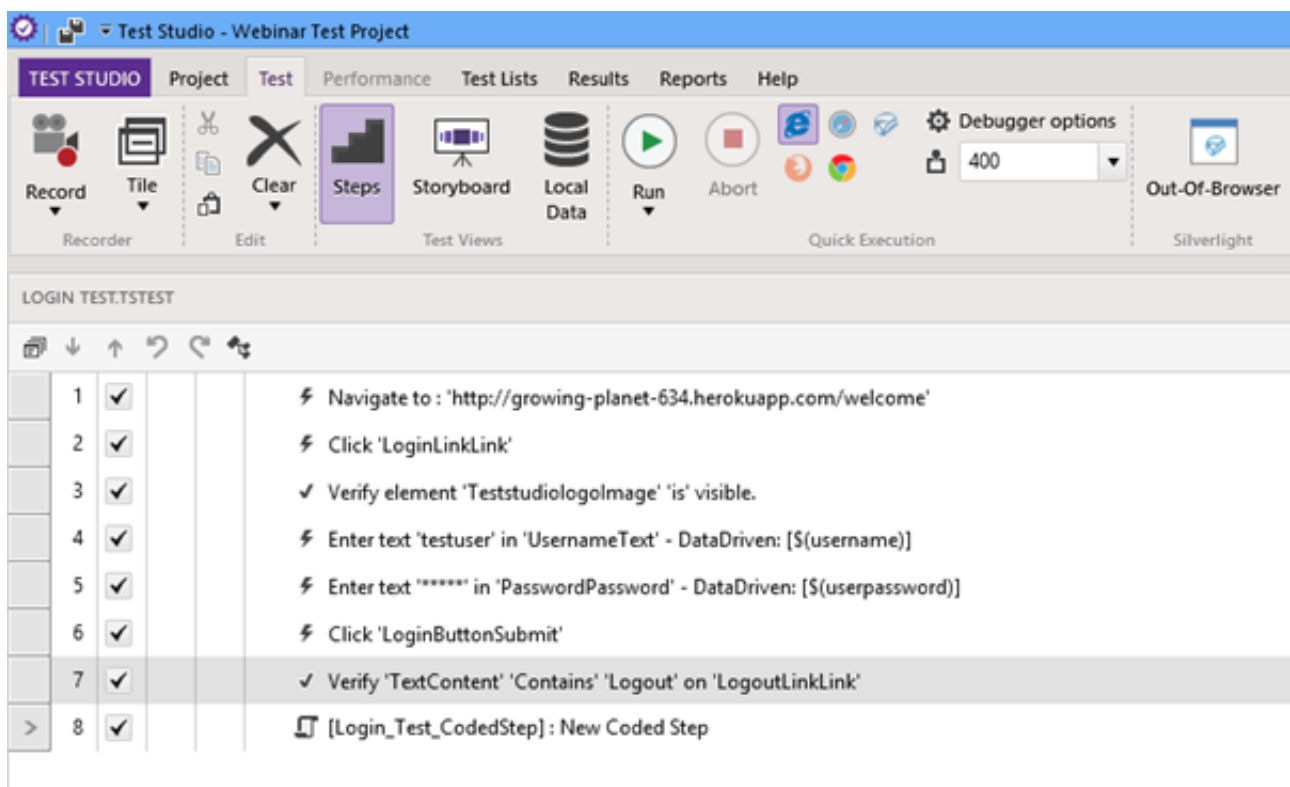 Test Studio - Webinar Test Project
TEST STUDIO Project Test Performance Test Lists Results Reports Help
Record
Tile
Clear
Steps
Storyboard
Local
Data
Run
Abort
Debugger options
400
Out-Of-Browser
Recorder
Edit
Test Views
Quick Execution
Silverlight
LOGIN TEST.TSTEST
1 Navigate to : 'http://growing-planet-634.herokuapp.com/welcome'
2 Click 'LoginLinkLink'
3 Verify element 'TeststudiologoImage' 'is' visible.
4 Enter text 'testuser' in 'UsernameText' - DataDriven: [$(username)]
5 Enter text '*****' in 'PasswordPassword' - DataDriven: [$(userpassword)]
6 Click 'LoginButtonSubmit'
7 Verify 'TextContent' 'Contains' 'Logout' on 'LogoutLinkLink'
8 [Login_Test_CodedStep] : New Coded Step